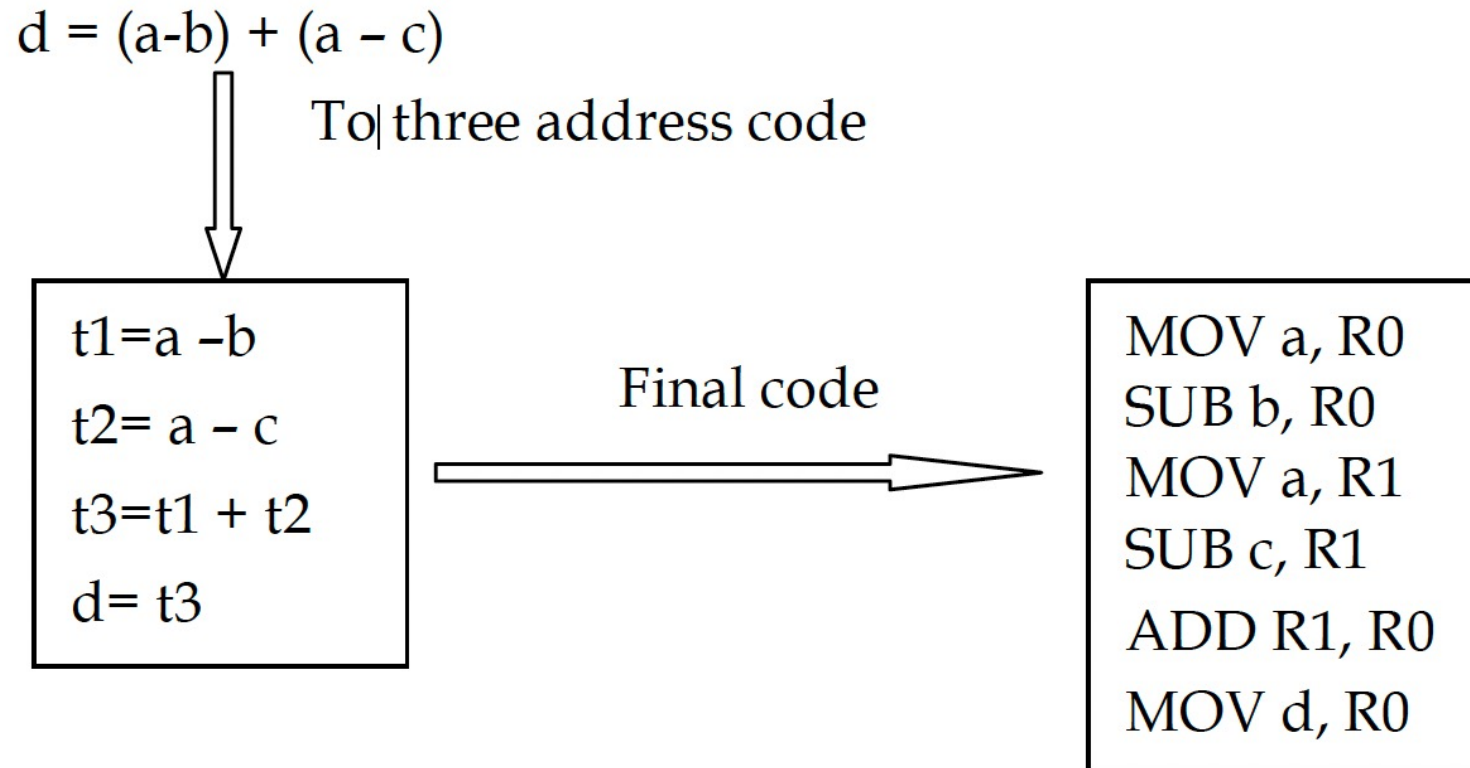 d = (a-b) + (a – c)
To three address code
t1=a –b
t2= a – c
t3=t1 + t2
d= t3
Final code
MOV a, R0
SUB b, R0
MOV a, R1
SUB c, R1
ADD R1, R0
MOV d, R0